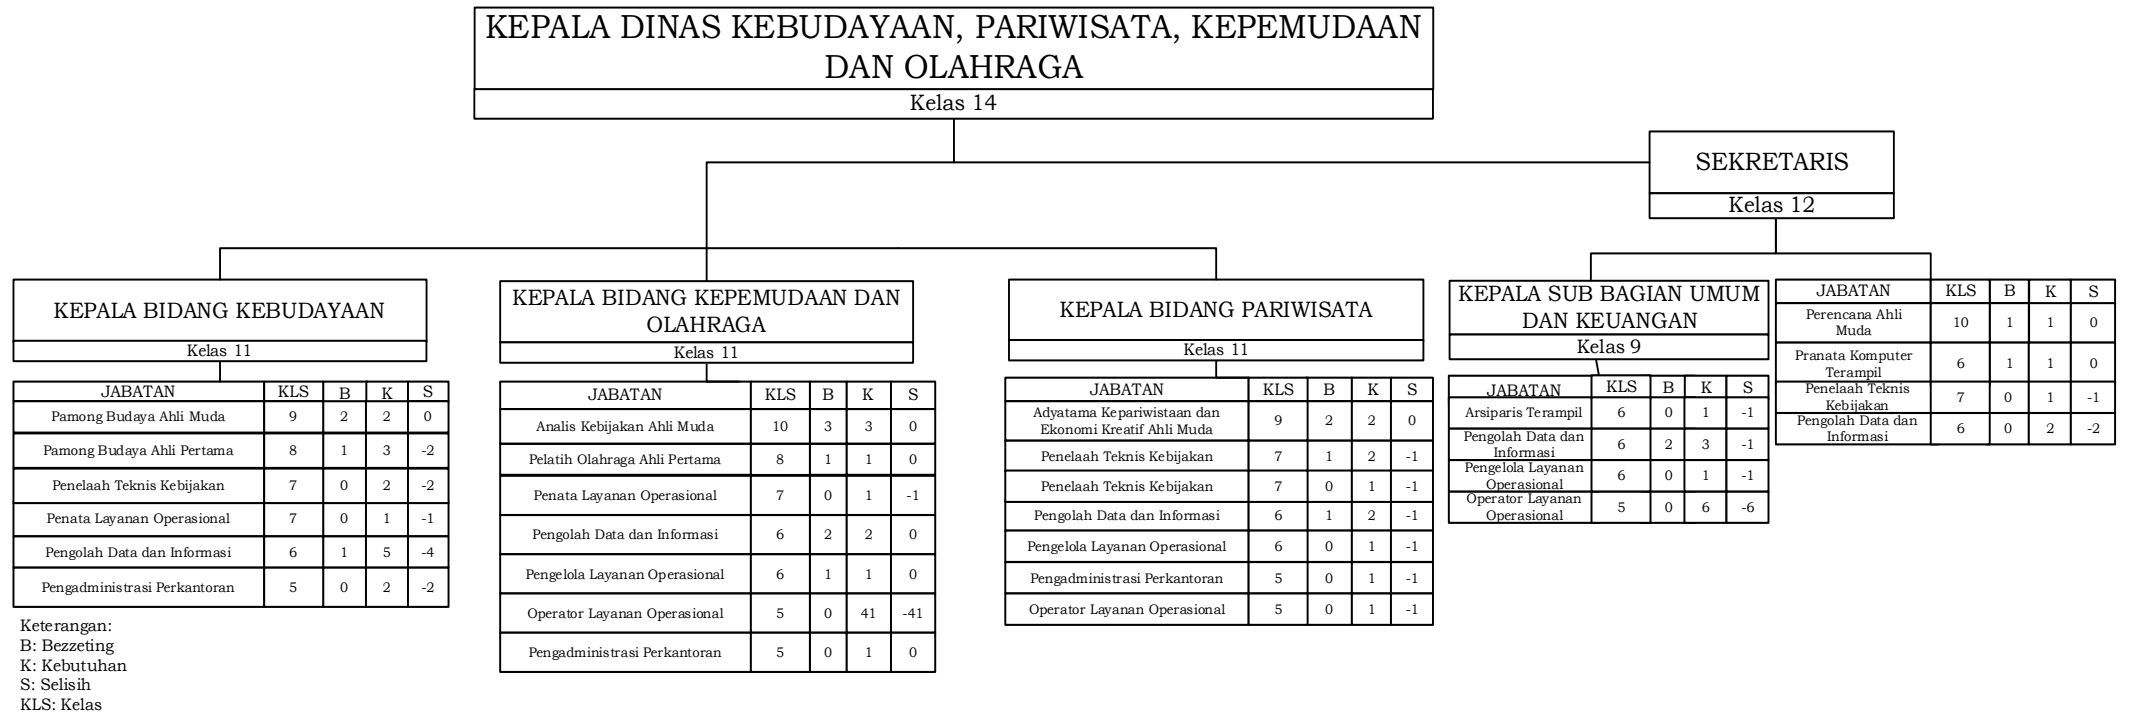 KEPALA DINAS KEBUDAYAAN, PARIWISATA, KEPEMUDAAN
DAN OLAHRAGA
Kelas 14
SEKRETARIS
Kelas 12
KEPALA BIDANG KEBUDAYAAN
Kelas 11
JABATAN KLS B K S
Pamong Budaya Ahli Muda 9 2 2 0
Pamong Budaya Ahli Pertama 8 1 3 -2
Penelaah Teknis Kebijakan 7 0 2 -2
Penata Layanan Operasional 7 0 1 -1
Pengolah Data dan Informasi 6 1 5 -4
Pengadministrasi Perkantoran 5 0 2 -2
KEPALA BIDANG KEPEMUDAAN DAN
OLAHRAGA
Kelas 11
JABATAN KLS B K S
Analis Kebijakan Ahli Muda 10 3 3 0
Pelatih Olahraga Ahli Pertama 8 1 1 0
Penata Layanan Operasional 7 0 1 -1
Pengolah Data dan Informasi 6 2 2 0
Pengelola Layanan Operasional 6 1 1 0
Operator Layanan Operasional 5 0 41 -41
Pengadministrasi Perkantoran 5 0 1 0
KEPALA BIDANG PARIWISATA
Kelas 11
JABATAN KLS B K S
Adyatama Kepariwistaan dan
Ekonomi Kreatif Ahli Muda 9 2 2 0
Penelaah Teknis Kebijakan 7 1 2 -1
Penelaah Teknis Kebijakan 7 0 1 -1
Pengolah Data dan Informasi 6 1 2 -1
Pengelola Layanan Operasional 6 0 1 -1
Pengadministrasi Perkantoran 5 0 1 -1
Operator Layanan Operasional 5 0 1 -1
KEPALA SUB BAGIAN UMUM
DAN KEUANGAN
Kelas 9
JABATAN KLS B K S
Arsiparis Terampil 6 0 1 -1
Pengolah Data dan
Informasi 6 2 3 -1
Pengelola Layanan
Operasional 6 0 1 -1
Operator Layanan
Operasional 5 0 6 -6
JABATAN KLS B K S
Perencana Ahli
Muda 10 1 1 0
Pranata Komputer
Terampil 6 1 1 0
Penelaah Teknis
Kebijakan 7 0 1 -1
Pengolah Data dan
Informasi 6 0 2 -2
Keterangan:
B: Bezzeting
K: Kebutuhan
S: Selisih
KLS: Kelas